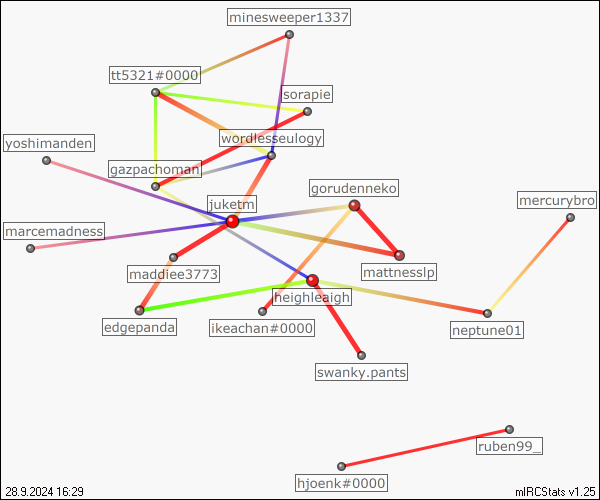 minesweeper1337
tt5321#0000
sorapie
wordlesseulogy
yoshimanden
gazpachoman
gorudenneko
mercurybro
juketrn
marcemadness
mattnesslp
maddiee3773
heighleaigh
edgepanda
ikeachan#0000
neptune01
swanky.pants
ruben99_
hjoenk#0000
28.9.2024 16:29
mIRCStats v1.25